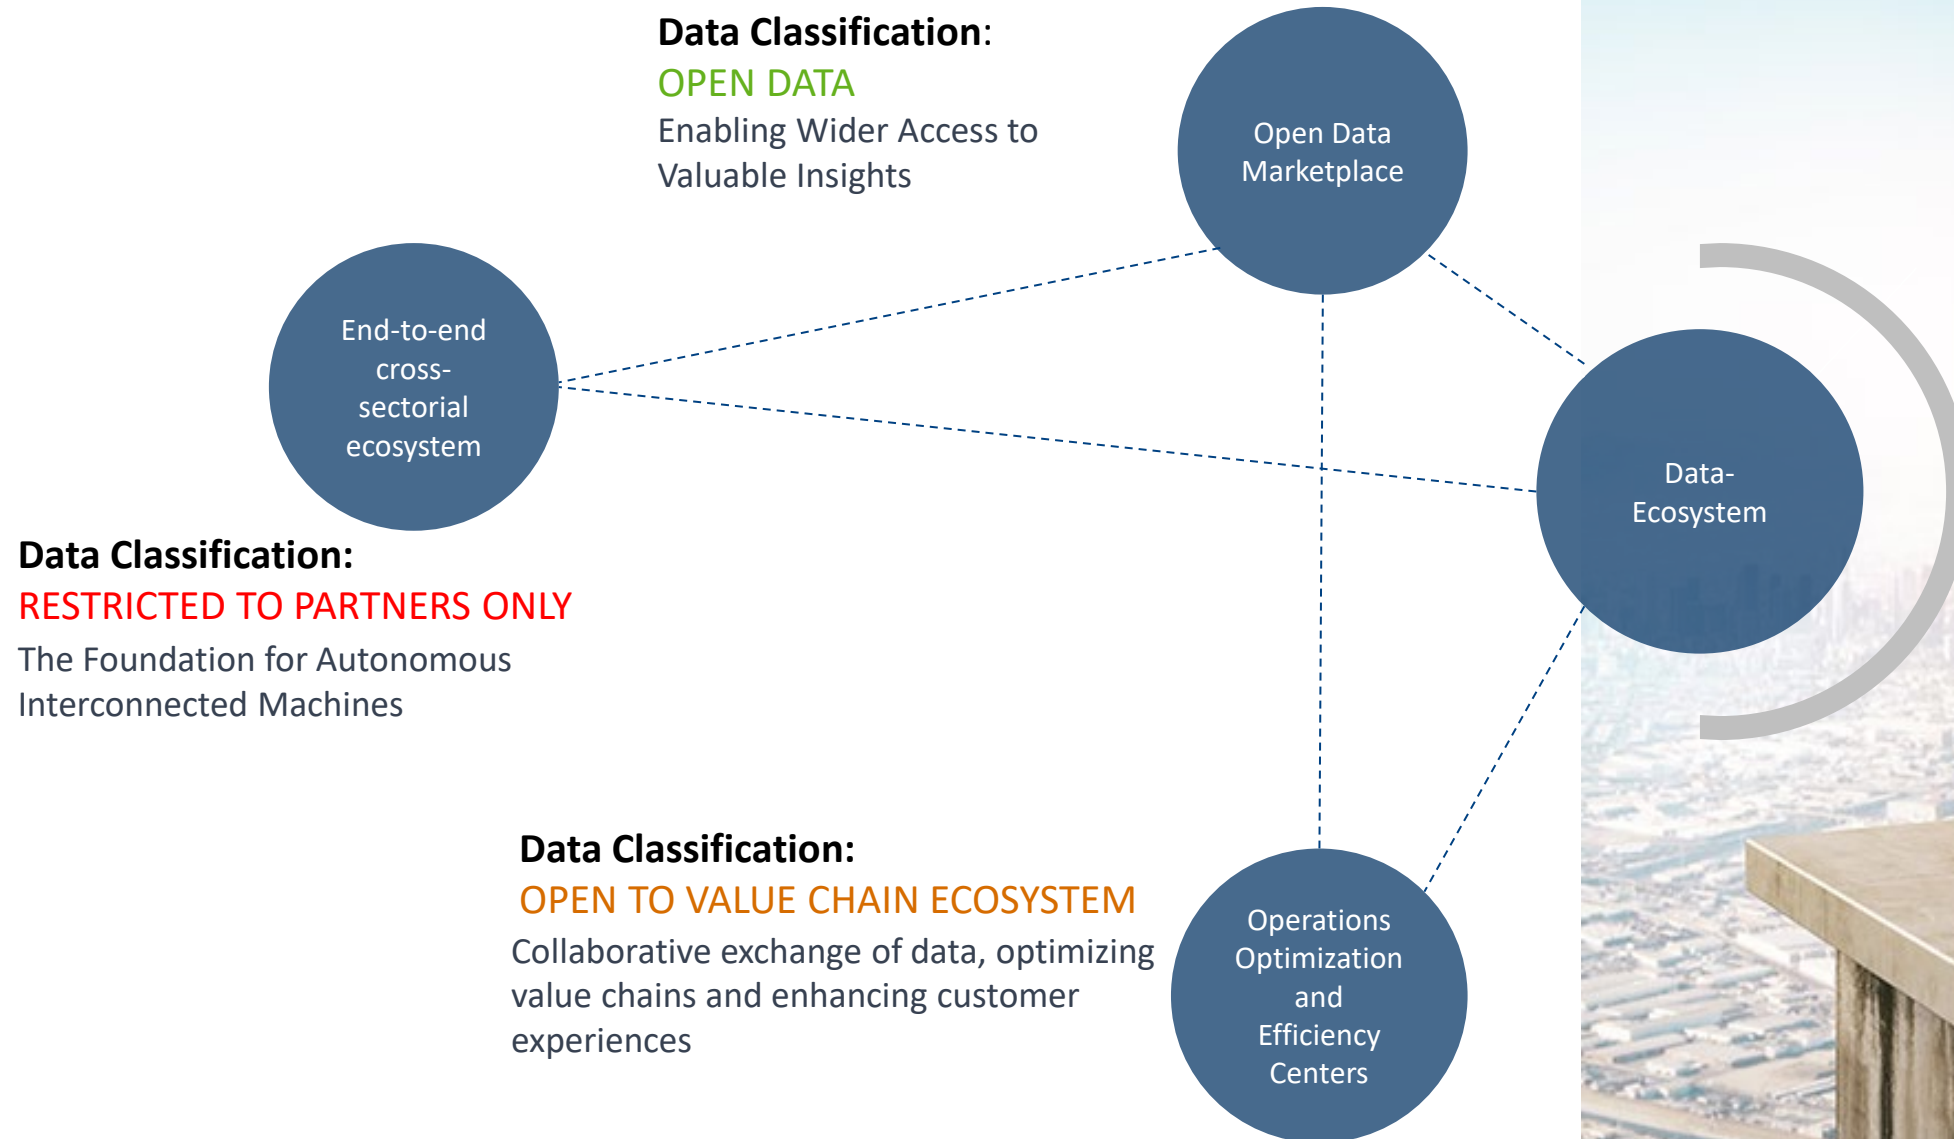 Data Classification:
OPEN DATA
Enabling Wider Access to
Valuable Insights
Open Data
Marketplace
End-to-end
cross-
sectorial
ecosystem
Data-
Ecosystem
Data Classification:
RESTRICTED TO PARTNERS ONLY
The Foundation for Autonomous
Interconnected Machines
Data Classification:
OPEN TO VALUE CHAIN ECOSYSTEM
Collaborative exchange of data, optimizing
value chains and enhancing customer
experiences
Operations
Optimization
and
Efficiency
Centers